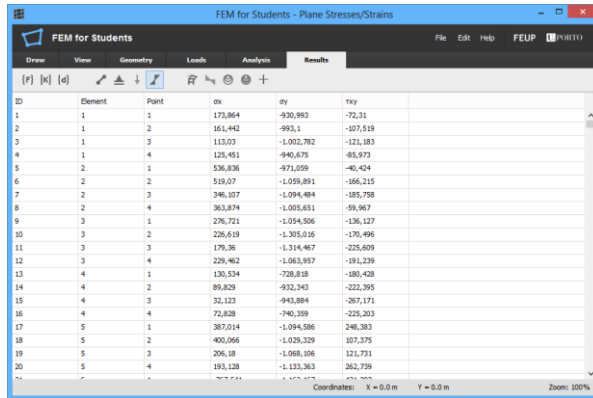 FEM for Students - Plane Stresses/Strains
FEM for Students File Edit Help FEUP U.PORTO
Draw View Geometry Loads Analysis Results
{F} [K] {d}
ID Element Point σx σy τxy
1 1 1 173,864 -930,993 -72,31
2 1 2 161,442 -993,1 -107,519
3 1 3 113,03 -1.002,782 -121,183
4 1 4 125,451 -940,675 -85,973
5 2 1 536,836 -971,059 -40,424
6 2 2 519,07 -1.059,891 -166,215
7 2 3 346,107 -1.094,484 -185,758
8 2 4 363,874 -1.005,651 -59,967
9 3 1 276,721 -1.054,506 -136,127
10 3 2 226,619 -1.305,016 -170,496
11 3 3 179,36 -1.314,467 -225,609
12 3 4 229,462 -1.063,957 -191,239
13 4 1 130,534 -728,818 -180,428
14 4 2 89,829 -932,343 -222,395
15 4 3 32,123 -943,884 -267,171
16 4 4 72,828 -740,359 -225,203
17 5 1 387,014 -1.094,586 248,383
18 5 2 400,066 -1.029,329 107,375
19 5 3 206,18 -1.068,106 121,731
20 5 4 193,128 -1.133,363 262,739
Coordinates: X = 0.0 m Y = 0.0 m Zoom: 100%